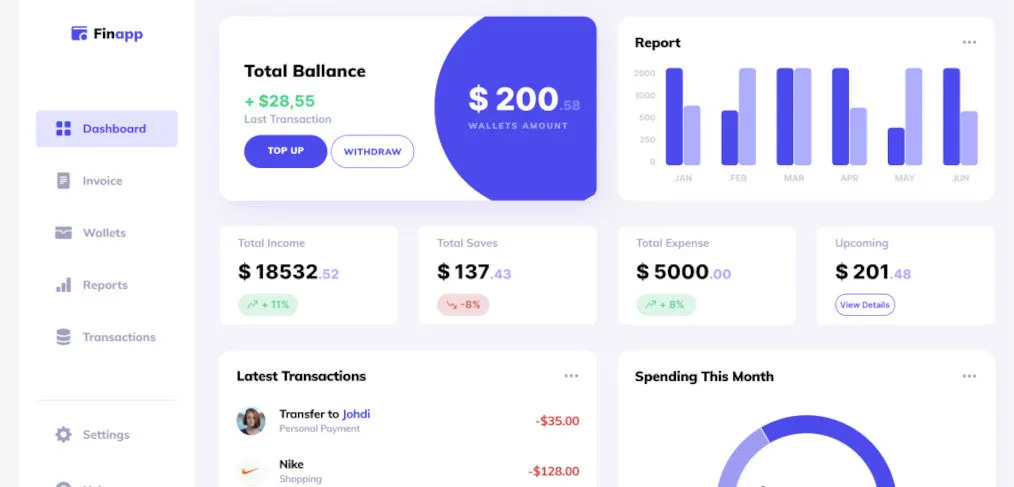 Finapp
Dashboard
Invoice
Wallets
Reports
Transactions
Settings
Total Ballance
+ $28,55
Last Transaction
TOP UP
WITHDRAW
$ 200.58
WALLETS AMOUNT
Report
2000
1000
500
250
0
JAN FEB MAR APR MAY JUN
Total Income
$ 18532.52
+ 11%
Total Saves
$ 137.43
-8%
Total Expense
$ 5000.00
+ 8%
Upcoming
$ 201.48
View Details
Latest Transactions
Transfer to Johdi
Personal Payment
-$35.00
Nike
Shopping
-$128.00
Spending This Month